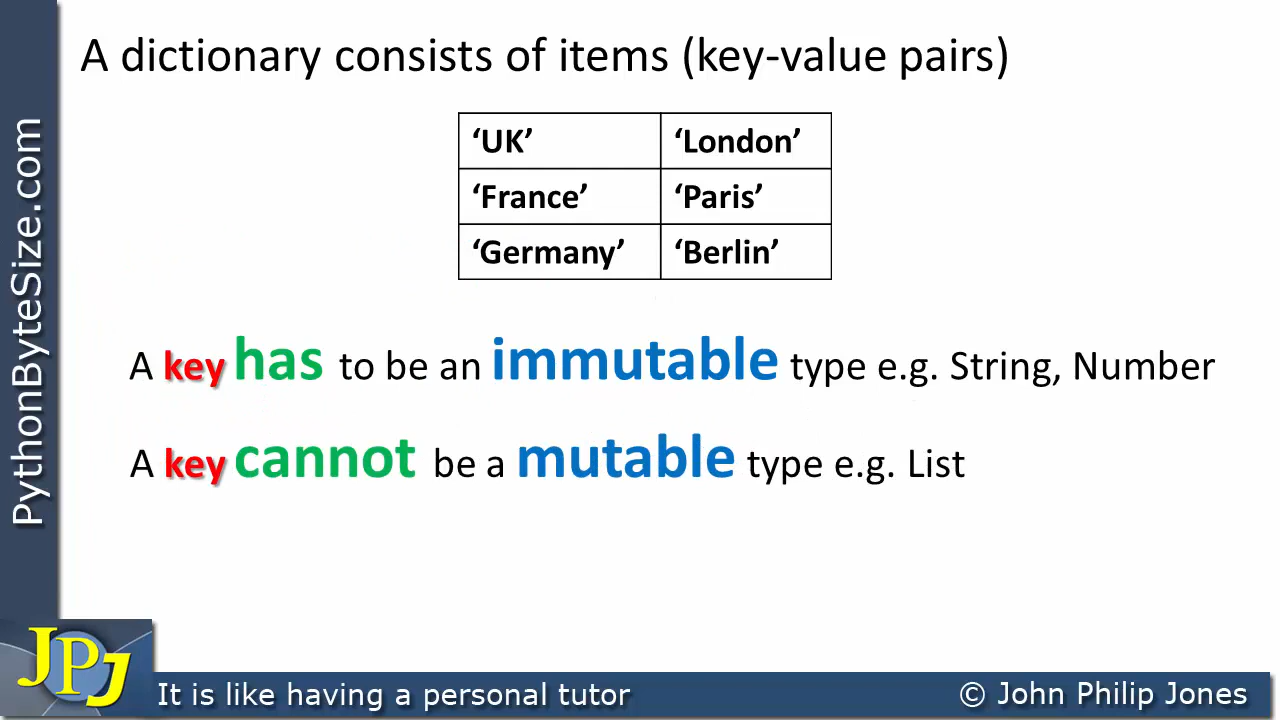 A dictionary consists of items (key-value pairs)
‘UK’ ‘London’
‘France’ ‘Paris’
‘Germany’ ‘Berlin’
A key has to be an immutable type e.g. String, Number
A key cannot be a mutable type e.g. List
PythonByteSize.com
JPJ
It is like having a personal tutor
© John Philip Jones